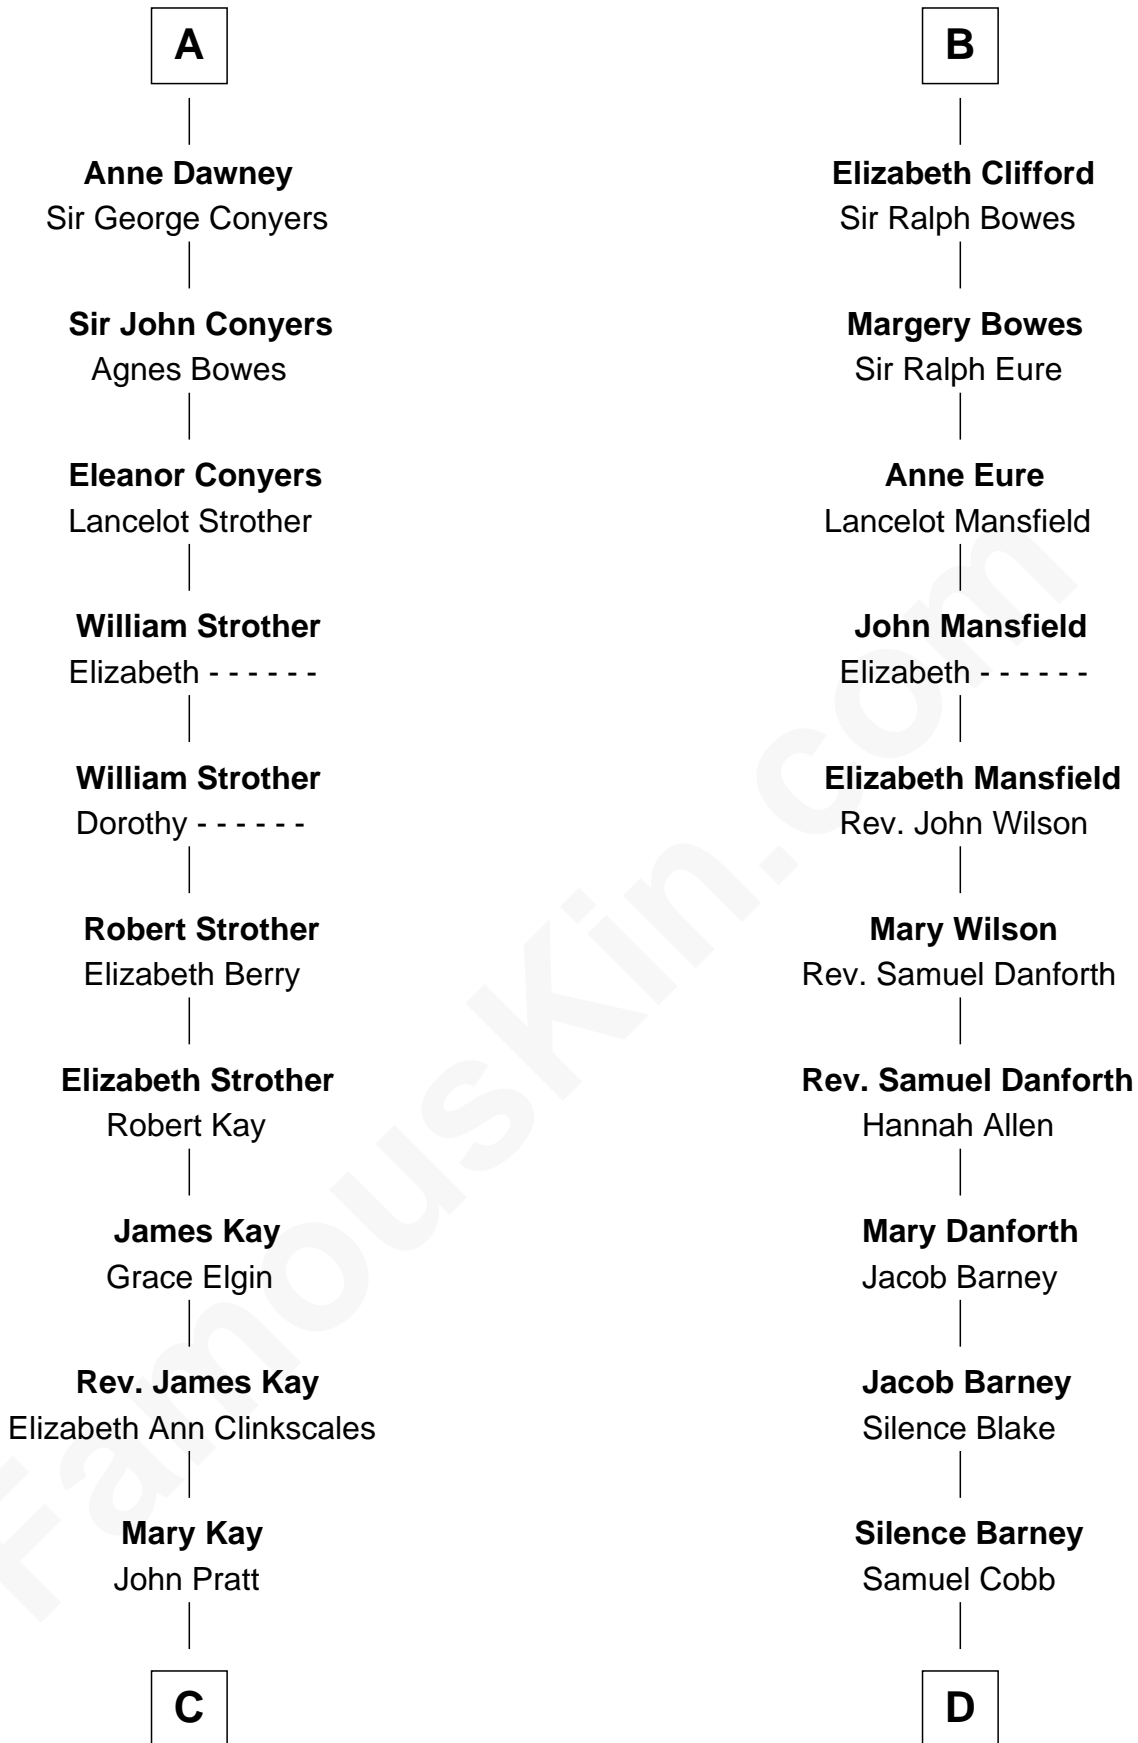 A
Anne Dawney
Sir George Conyers
Sir John Conyers
Agnes Bowes
Eleanor Conyers
Lancelot Strother
William Strother
Elizabeth - - - - - -
William Strother
Dorothy - - - - - -
Robert Strother
Elizabeth Berry
Elizabeth Strother
Robert Kay
James Kay
Grace Elgin
Rev. James Kay
Elizabeth Ann Clinkscales
Mary Kay
John Pratt
C
B
Elizabeth Clifford
Sir Ralph Bowes
Margery Bowes
Sir Ralph Eure
Anne Eure
Lancelot Mansfield
John Mansfield
Elizabeth - - - - - -
Elizabeth Mansfield
Rev. John Wilson
Mary Wilson
Rev. Samuel Danforth
Rev. Samuel Danforth
Hannah Allen
Mary Danforth
Jacob Barney
Jacob Barney
Silence Blake
Silence Barney
Samuel Cobb
D
FamousKin.com